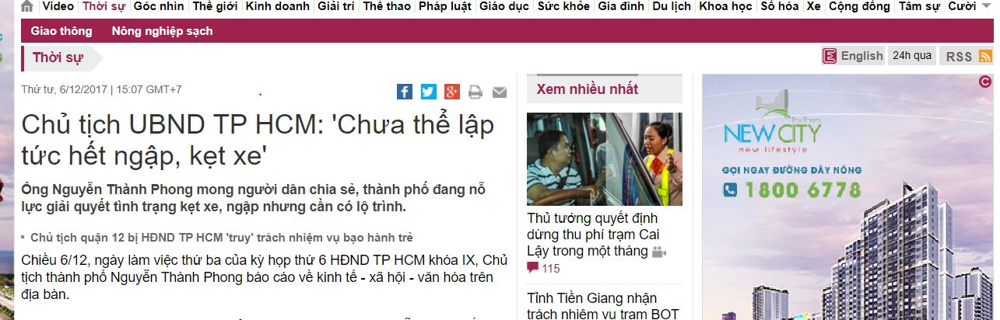 Video Thời sự Góc nhìn Thế giới Kinh doanh Giải trí Thể thao Pháp luật Giáo dục Sức khỏe Gia đình Du lịch Khoa học Số hóa Xe Cộng đồng Tâm sự Cười
Giao thông Nông nghiệp sạch
Thời sự
E English 24h qua RSS
Thứ tư, 6/12/2017 | 15:07 GMT+7
Chủ tịch UBND TP HCM: 'Chưa thể lập
tức hết ngập, kẹt xe'
Ông Nguyễn Thành Phong mong người dân chia sẻ, thành phố đang nỗ
lực giải quyết tình trạng kẹt xe, ngập nhưng cần có lộ trình.
Chủ tịch quận 12 bị HĐND TP HCM 'truy' trách nhiệm vụ bạo hành trẻ
Chiều 6/12, ngày làm việc thứ ba của kỳ họp thứ 6 HĐND TP HCM khóa IX, Chủ
tịch thành phố Nguyễn Thành Phong báo cáo về kinh tế - xã hội - văn hóa trên
địa bàn.
Xem nhiều nhất
Thủ tướng quyết định
dừng thu phí trạm Cai
Lậy trong một tháng
115
Tỉnh Tiền Giang nhận
trách nhiệm vụ trạm BOT
Thu Thiem
NEW CITY
new lifestyle
GỌI NGAY ĐƯỜNG DÂY NÓNG
1800 6778